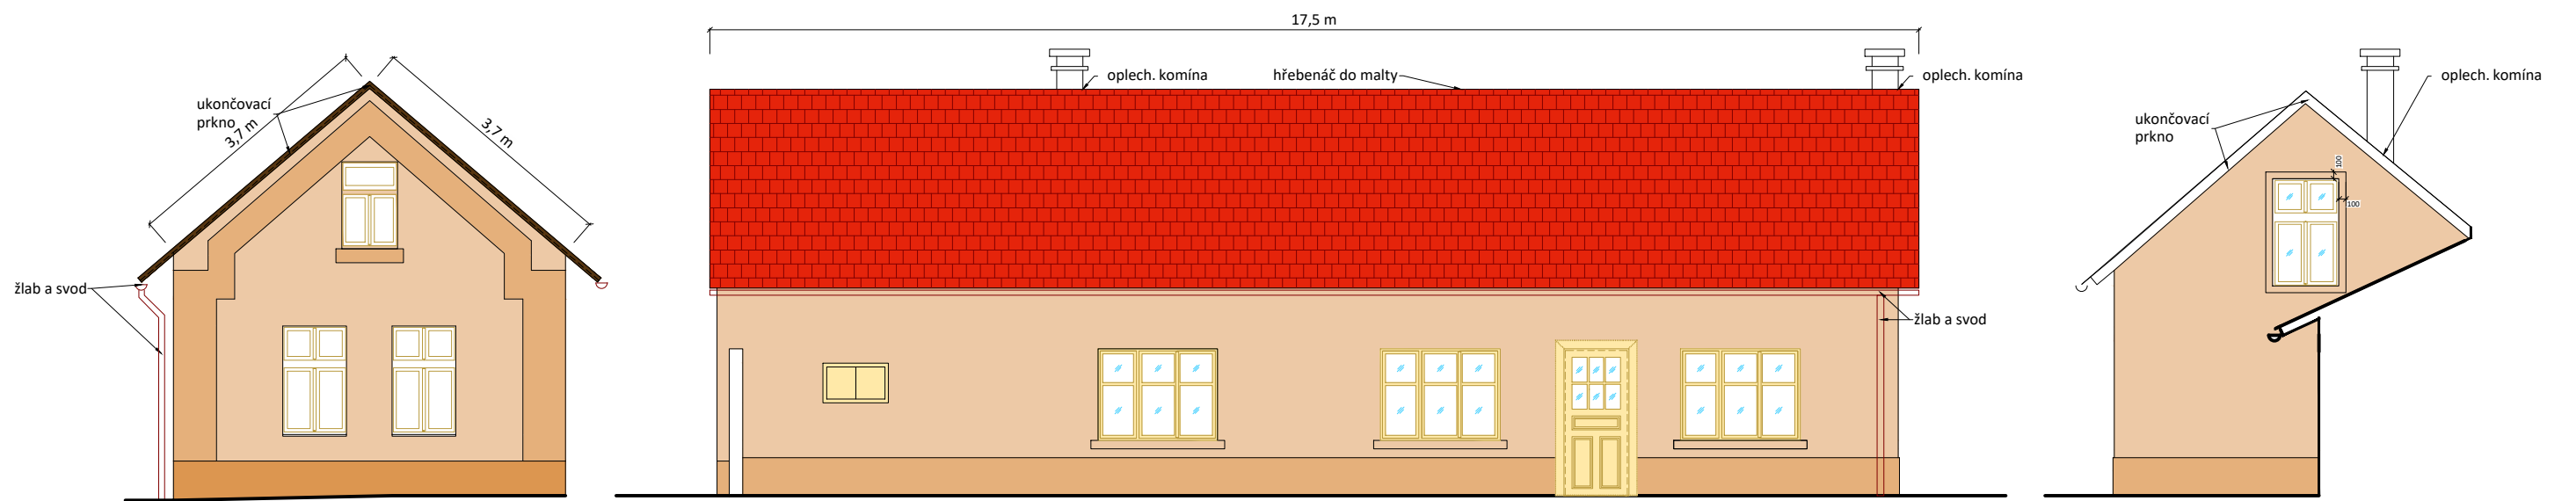 ukončovací
prkno
3,7 m
3,7 m
žlab a svod
17,5 m
oplech. komína
hřebenáč do malty
oplech. komína
žlab a svod
oplech. komína
ukončovací
prkno
100
100